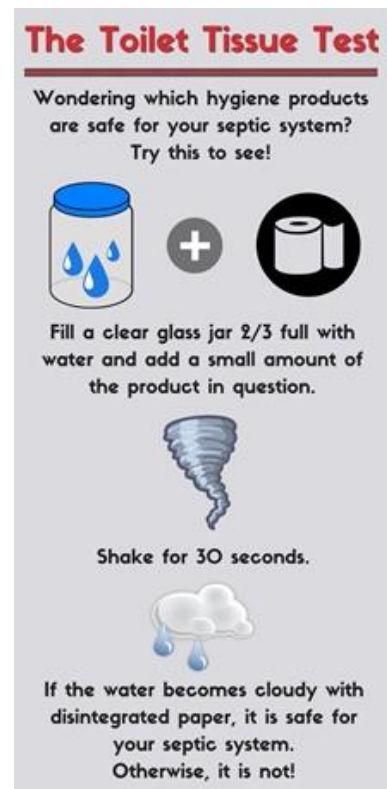 The Toilet Tissue Test
Wondering which hygiene products
are safe for your septic system?
Try this to see!
Fill a clear glass jar 2/3 full with
water and add a small amount of
the product in question.
Shake for 30 seconds.
If the water becomes cloudy with
disintegrated paper, it is safe for
your septic system.
Otherwise, it is not!